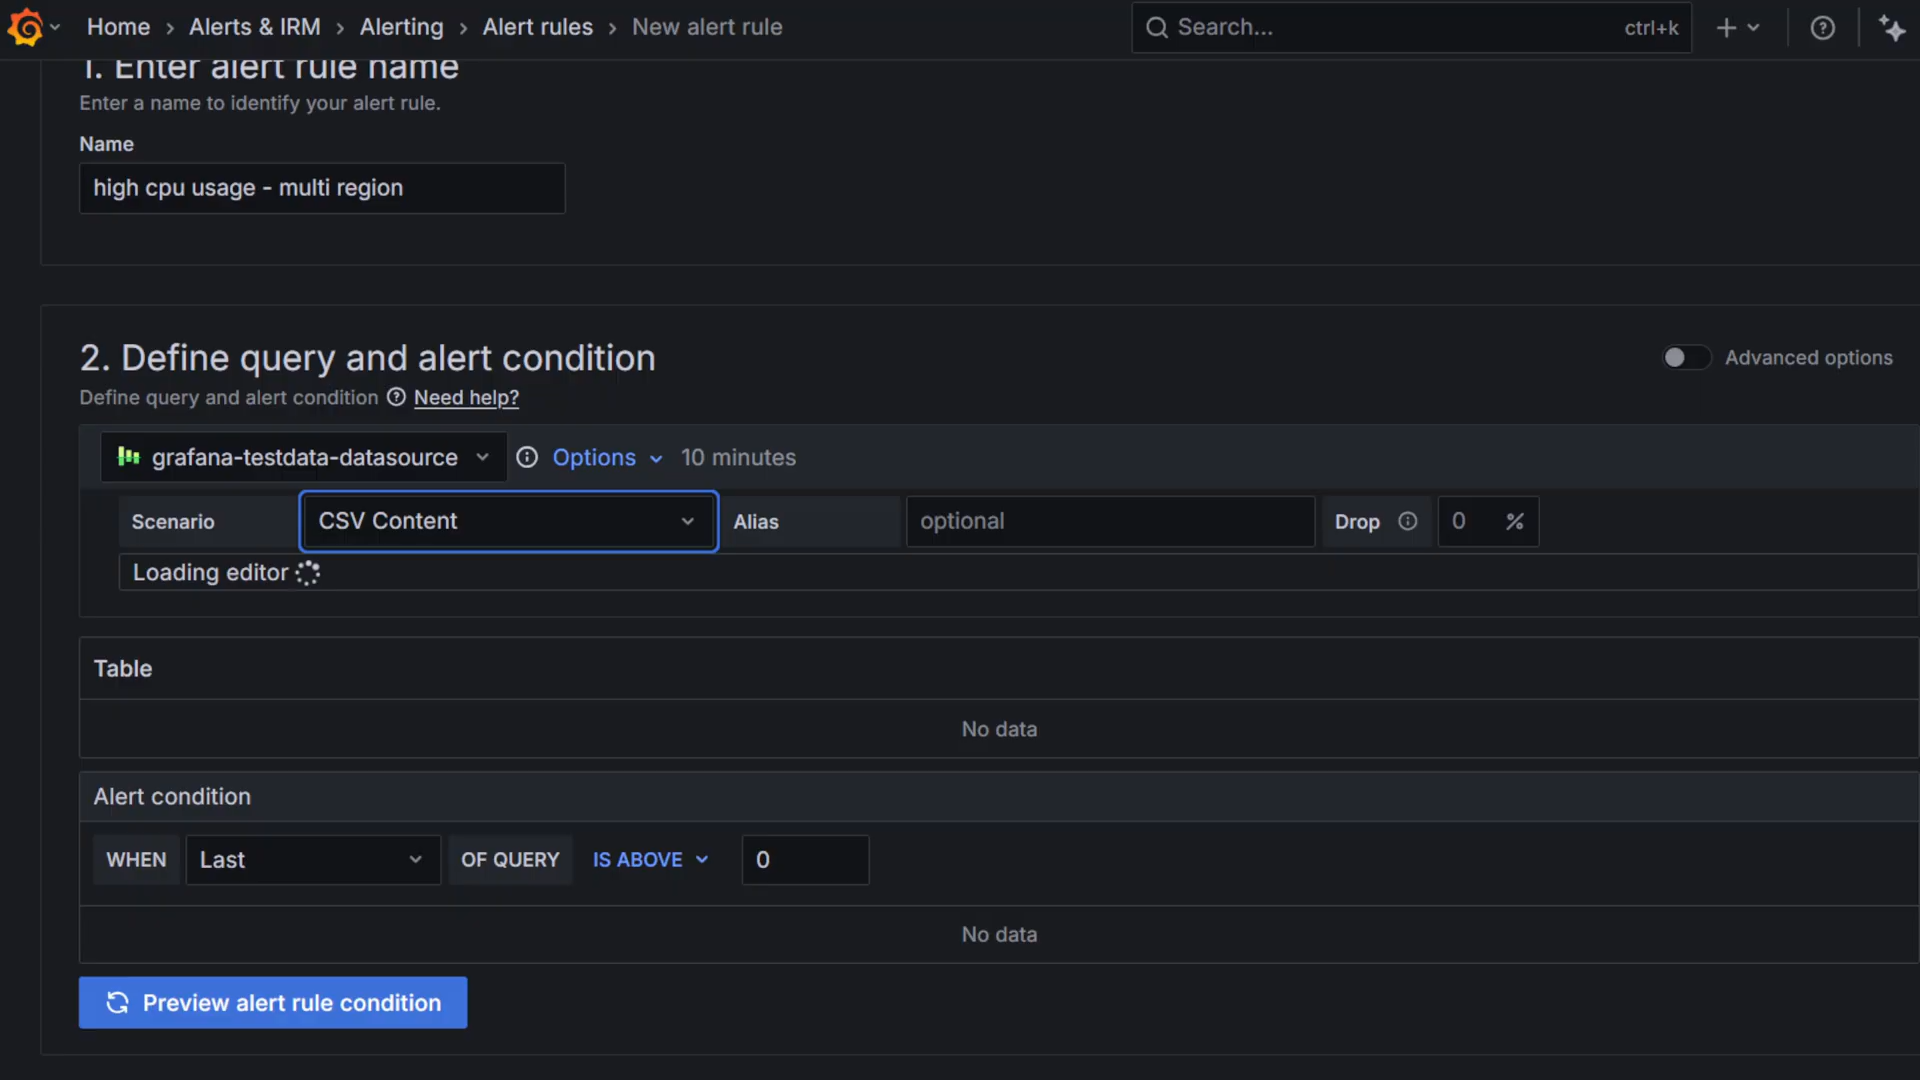 Home › Alerts & IRM › Alerting › Alert rules › New alert rule
Search...
ctrl+k
1. Enter alert rule name
Enter a name to identify your alert rule.
Name
high cpu usage - multi region
2. Define query and alert condition
Advanced options
Define query and alert condition Need help?
grafana-testdata-datasource Options 10 minutes
Scenario CSV Content Alias optional Drop 0 %
Loading editor
Table
No data
Alert condition
WHEN Last OF QUERY IS ABOVE 0
No data
Preview alert rule condition